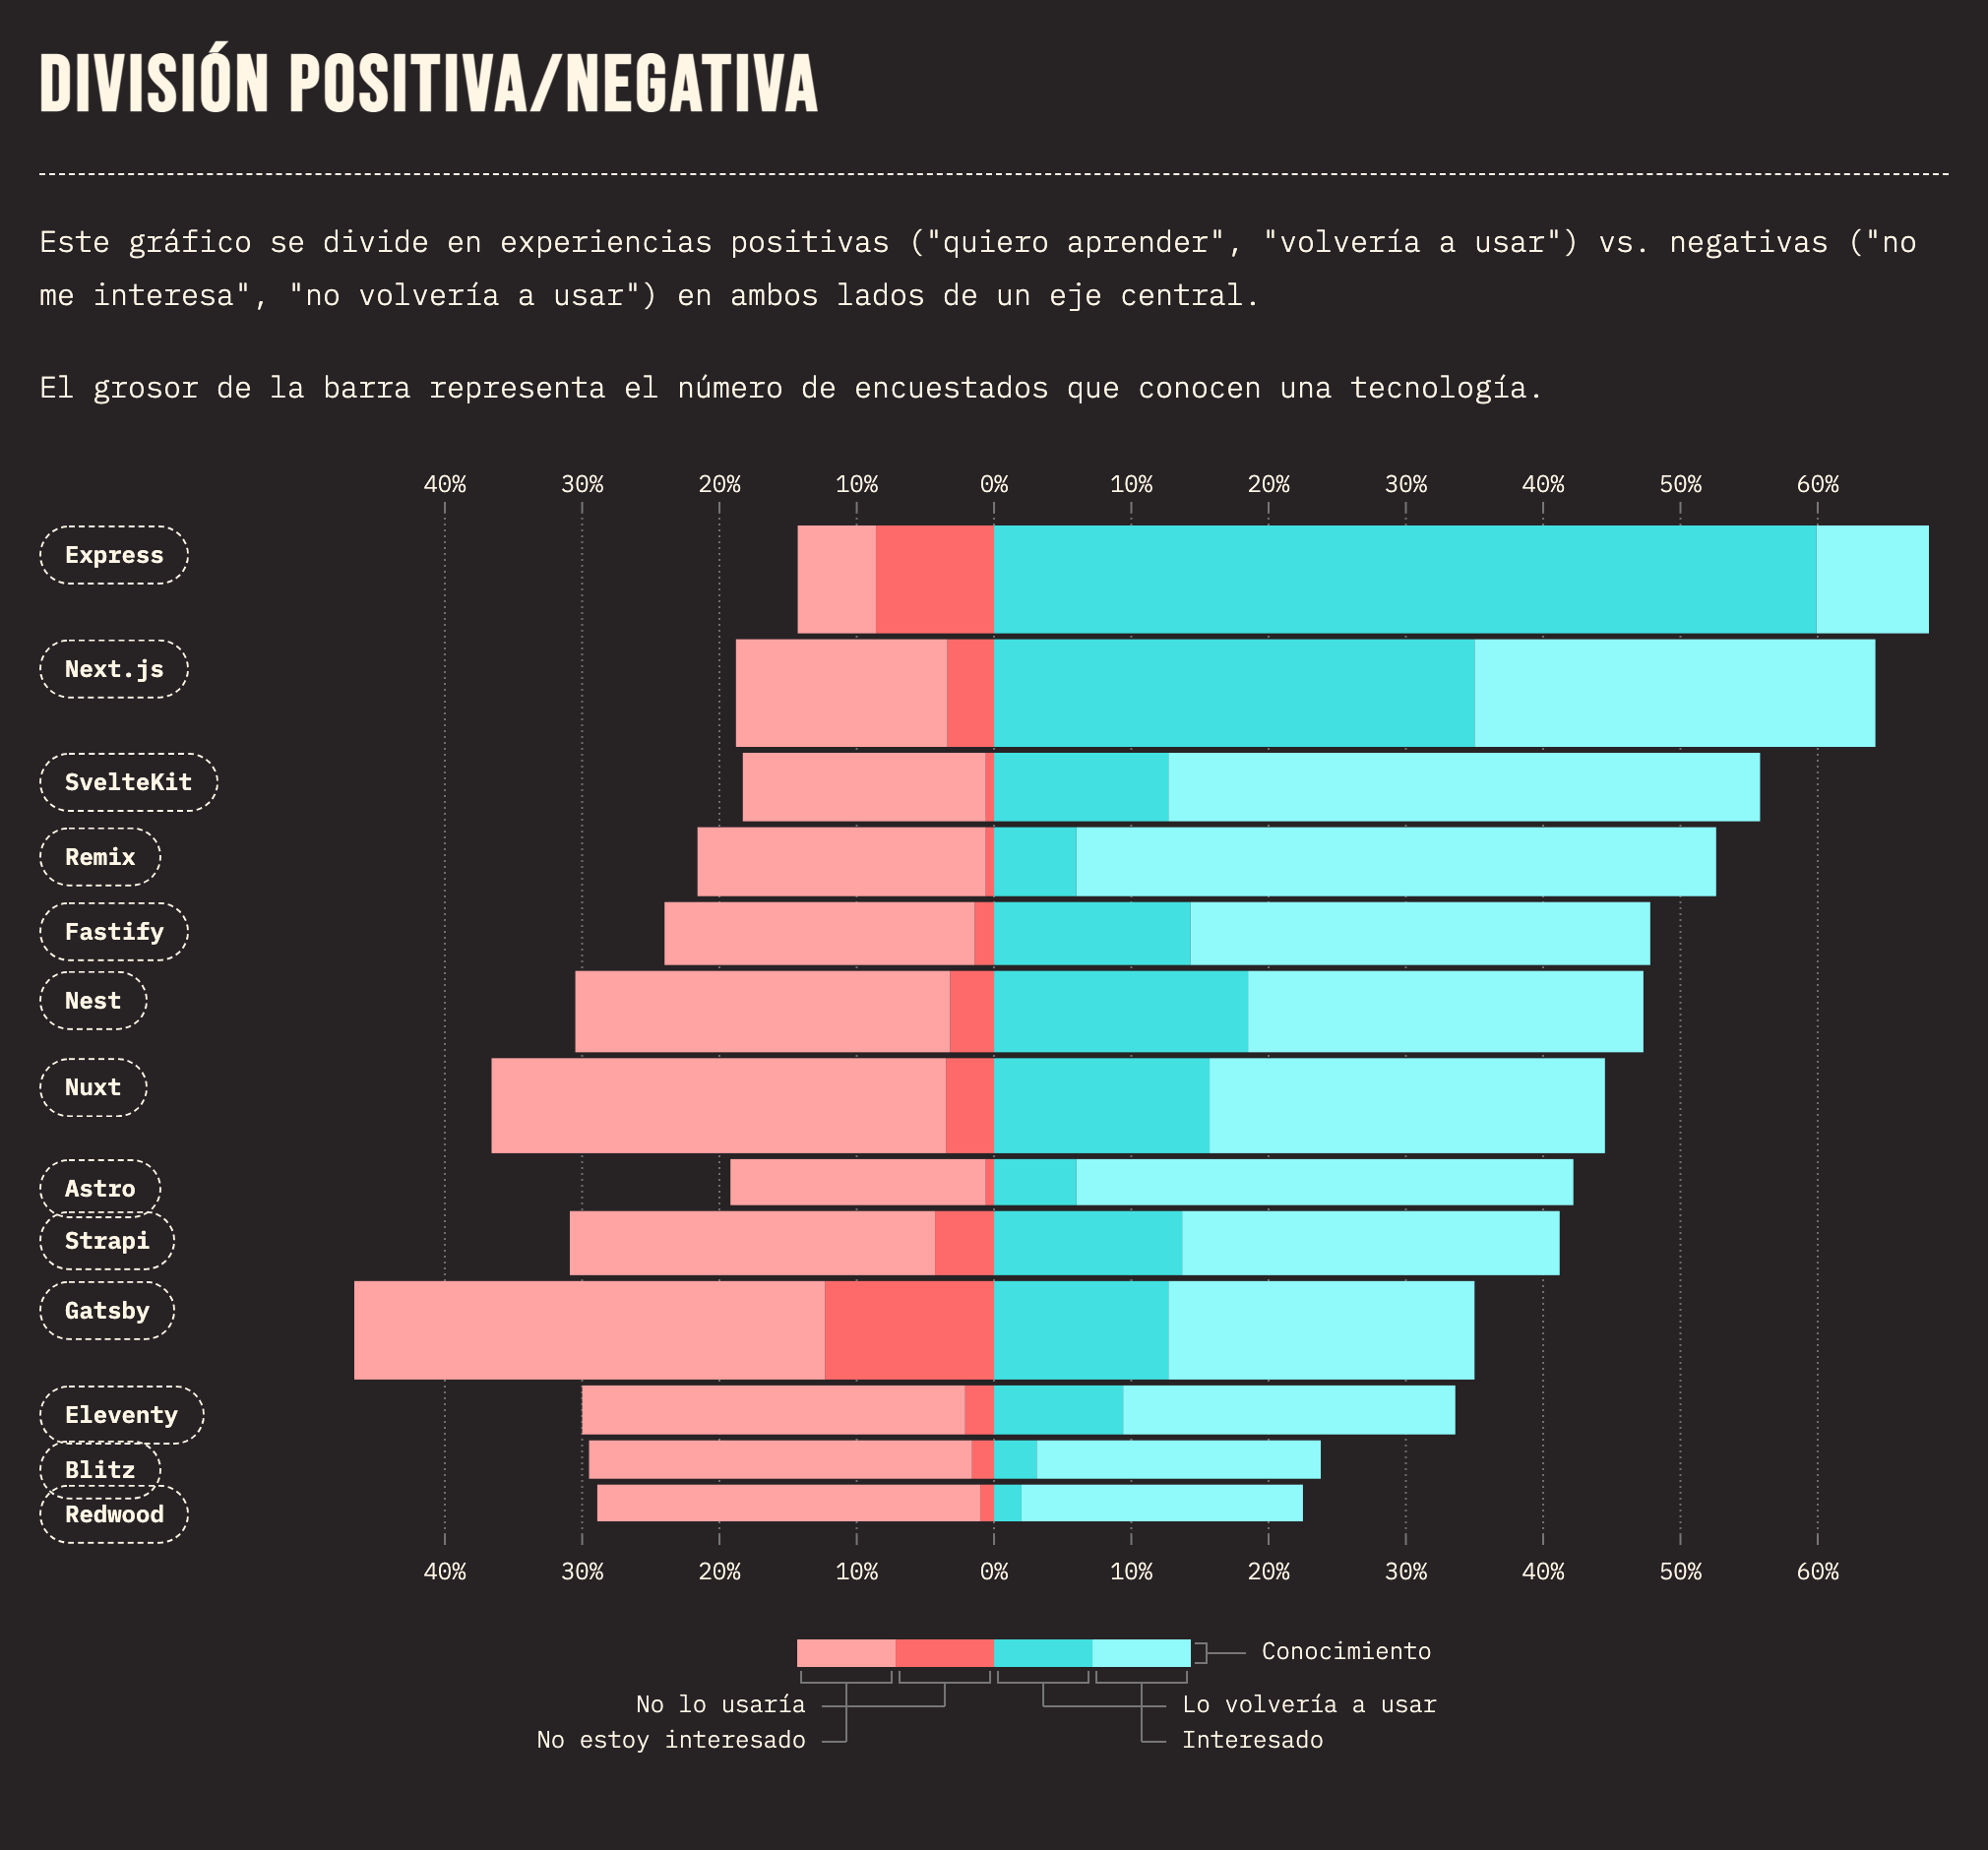 DIVISIÓN POSITIVA/NEGATIVA
Este gráfico se divide en experiencias positivas ("quiero aprender", "volvería a usar") vs. negativas ("no
me interesa", "no volvería a usar") en ambos lados de un eje central.
El grosor de la barra representa el número de encuestados que conocen una tecnología.
40% 30% 20% 10% 0% 10% 20% 30% 40% 50% 60%
Express
Next.js
SvelteKit
Remix
Fastify
Nest
Nuxt
Astro
Strapi
Gatsby
Eleventy
Blitz
Redwood
40% 30% 20% 10% 0% 10% 20% 30% 40% 50% 60%
Conocimiento
No lo usaría Lo volvería a usar
No estoy interesado Interesado